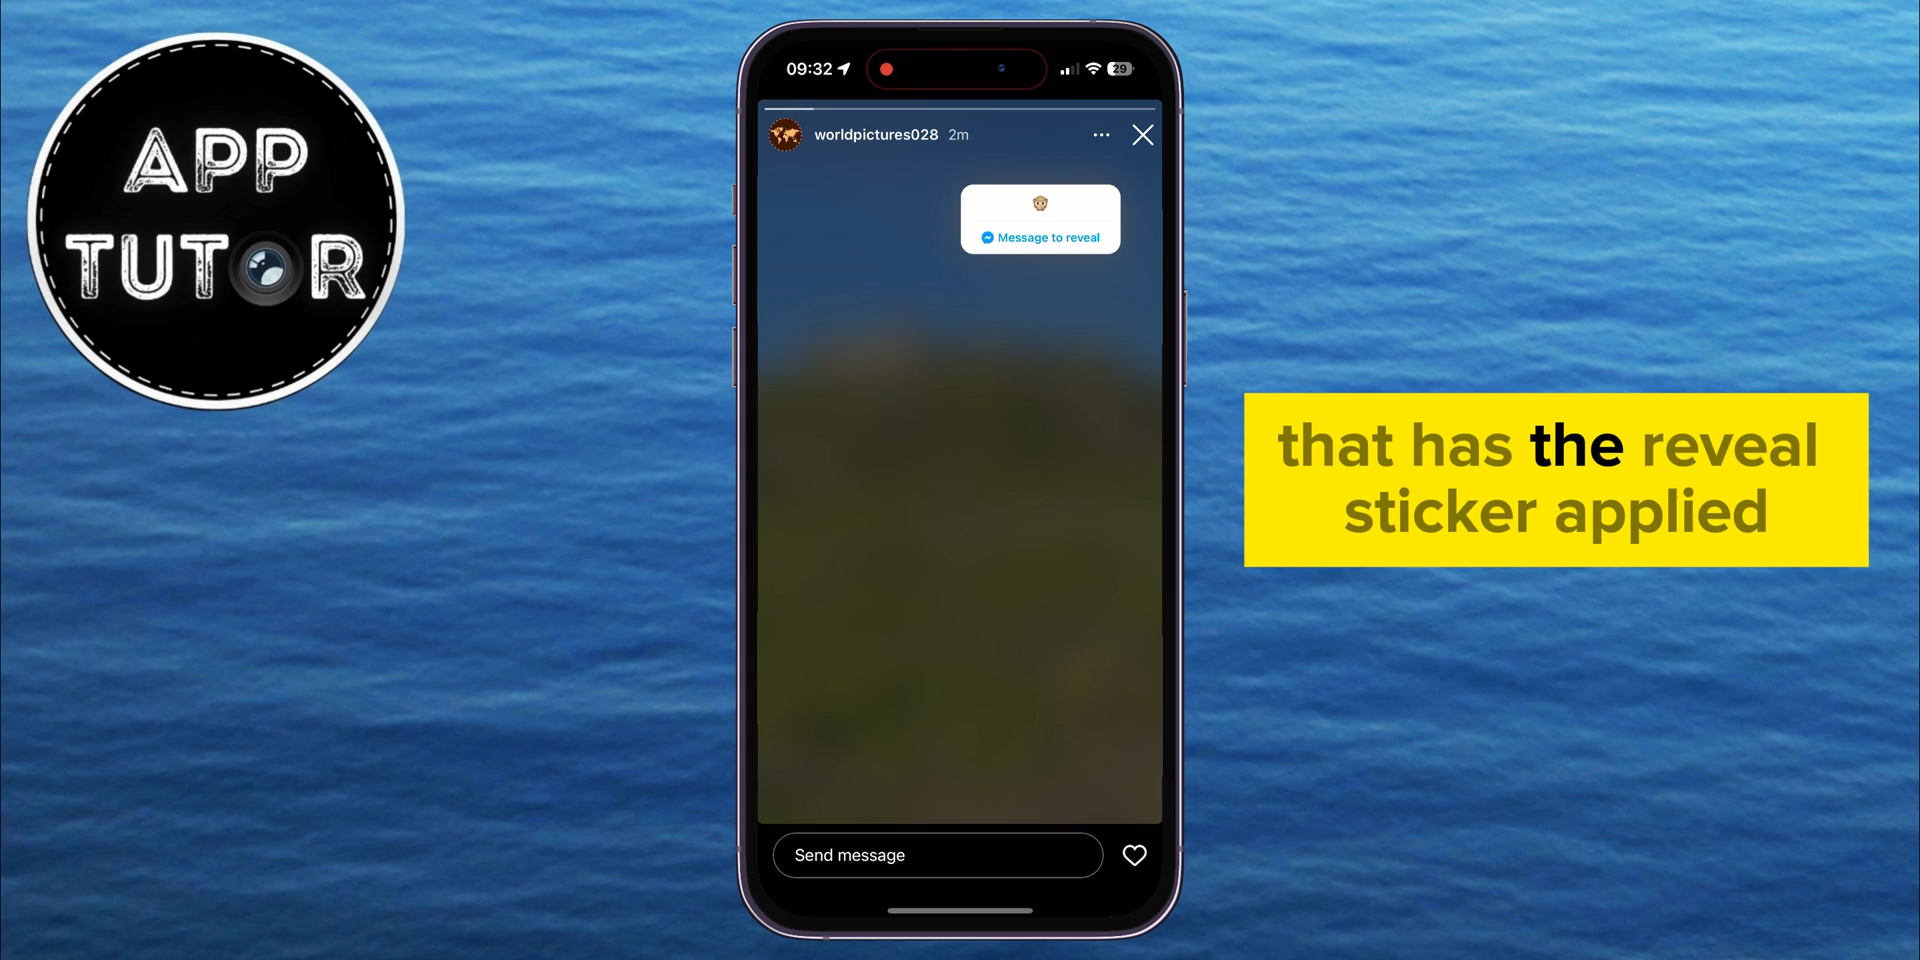 APP
TUTOR
09:32
29
worldpictures028 2m
Message to reveal
Send message
that has the reveal
sticker applied